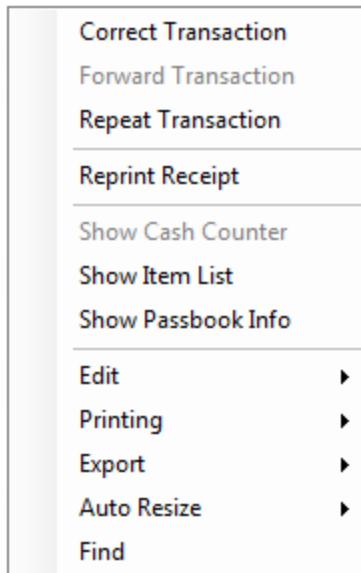 Correct Transaction
Forward Transaction
Repeat Transaction
Reprint Receipt
Show Cash Counter
Show Item List
Show Passbook Info
Edit
Printing
Export
Auto Resize
Find